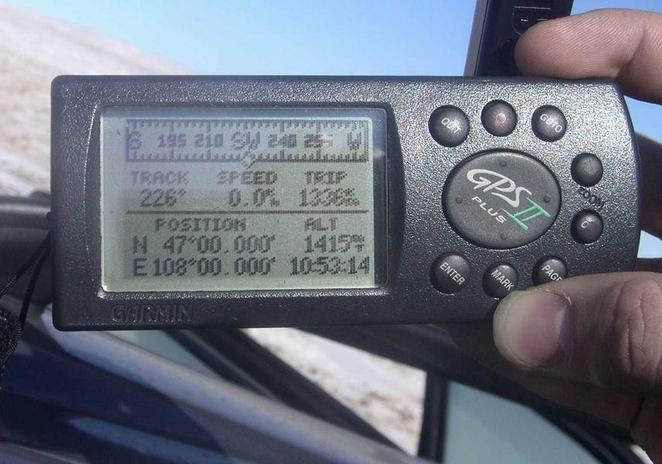 S 195 210 SW 240 255 W
TRACK SPEED TRIP
226° 0.0 1336
POSITION ALT
N 47°00.000' 1415
E 108°00.000' 10:53:14
GARMIN
QUIT
GOTO
GPS II
PLUS
ZOOM
ENTER
MARK
PAGE